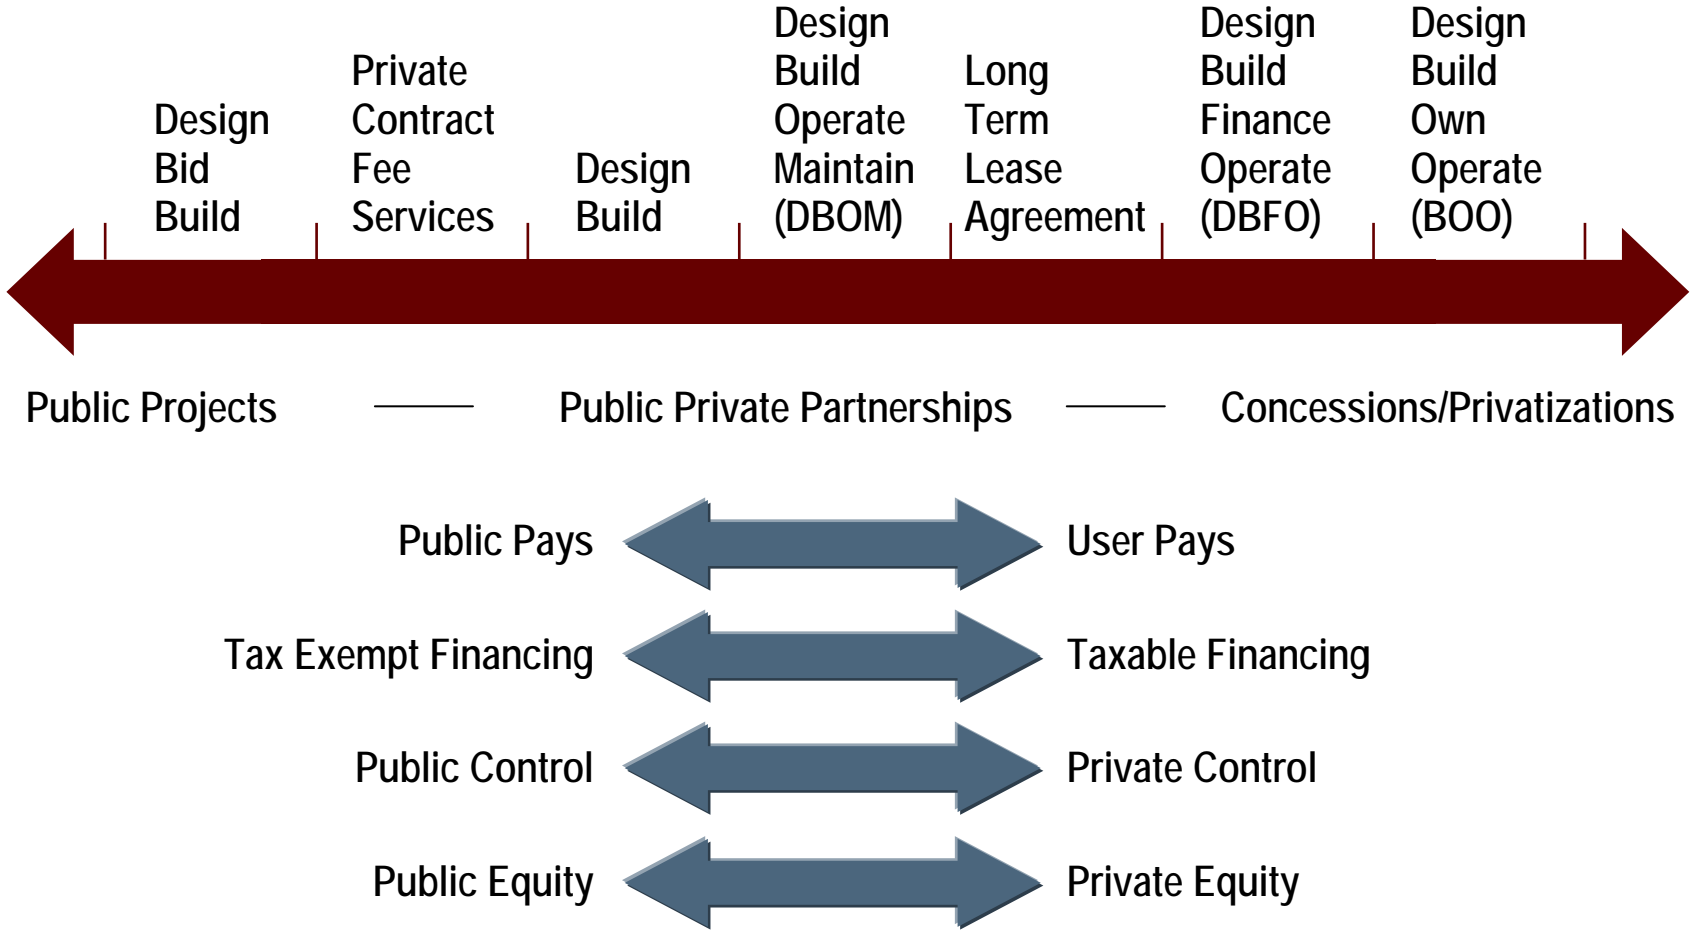 Design
Bid
Build
Private
Contract
Fee
Services
Design
Build
Design
Build
Operate
Maintain
(DBOM)
Long
Term
Lease
Agreement
Design
Build
Finance
Operate
(DBFO)
Design
Build
Own
Operate
(BOO)
Public Projects
Public Private Partnerships
Concessions/Privatizations
Public Pays
User Pays
Tax Exempt Financing
Taxable Financing
Public Control
Private Control
Public Equity
Private Equity